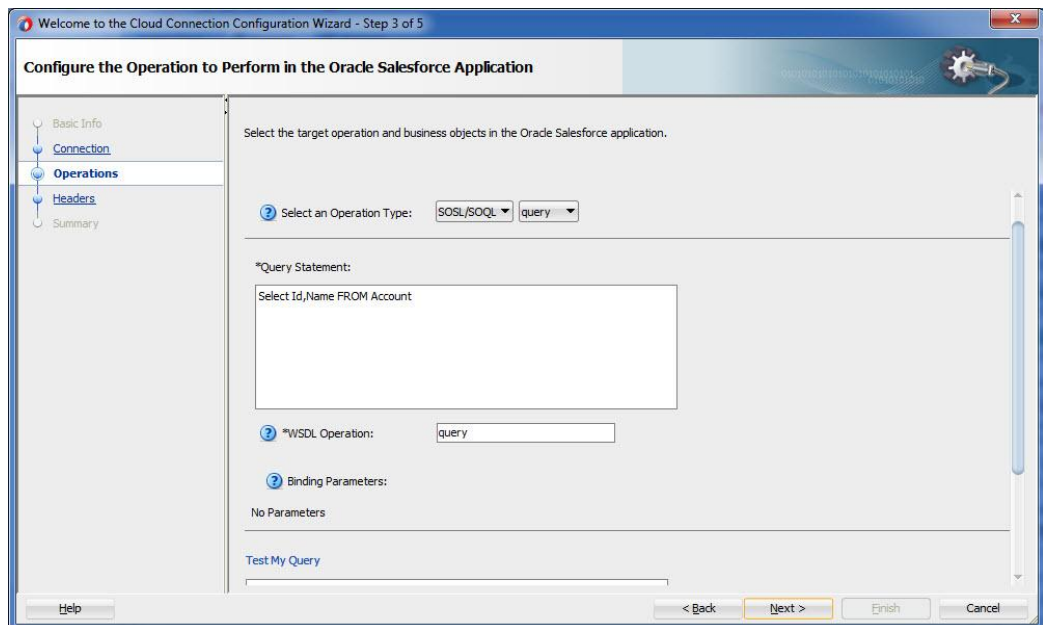 Welcome to the Cloud Connection Configuration Wizard - Step 3 of 5
Configure the Operation to Perform in the Oracle Salesforce Application
Basic Info
Connection
Operations
Headers
Summary
Select the target operation and business objects in the Oracle Salesforce application.
Select an Operation Type: SOSL/SOQL query
*Query Statement:
Select Id,Name FROM Account
*WSDL Operation: query
Binding Parameters:
No Parameters
Test My Query
Help < Back Next > Finish Cancel